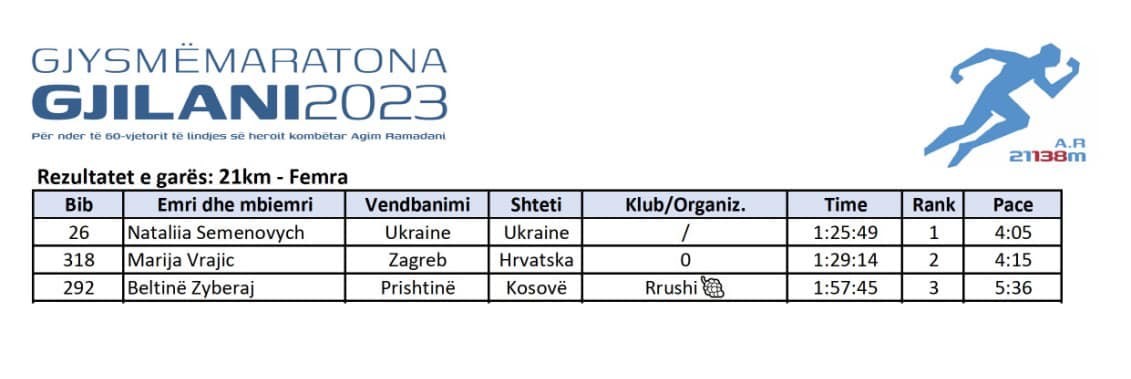 GJYSMËMARATONA
GJILANI2023
Për nder të 60-vjetorit të lindjes së heroit kombëtar Agim Ramadani
A.R
21138m
Rezultatet e garës: 21km - Femra
Bib Emri dhe mbiemri Vendbanimi Shteti Klub/Organiz. Time Rank Pace
26 Nataliia Semenovych Ukraine Ukraine / 1:25:49 1 4:05
318 Marija Vrajic Zagreb Hrvatska 0 1:29:14 2 4:15
292 Beltinë Zyberaj Prishtinë Kosovë Rrushi 🍇 1:57:45 3 5:36